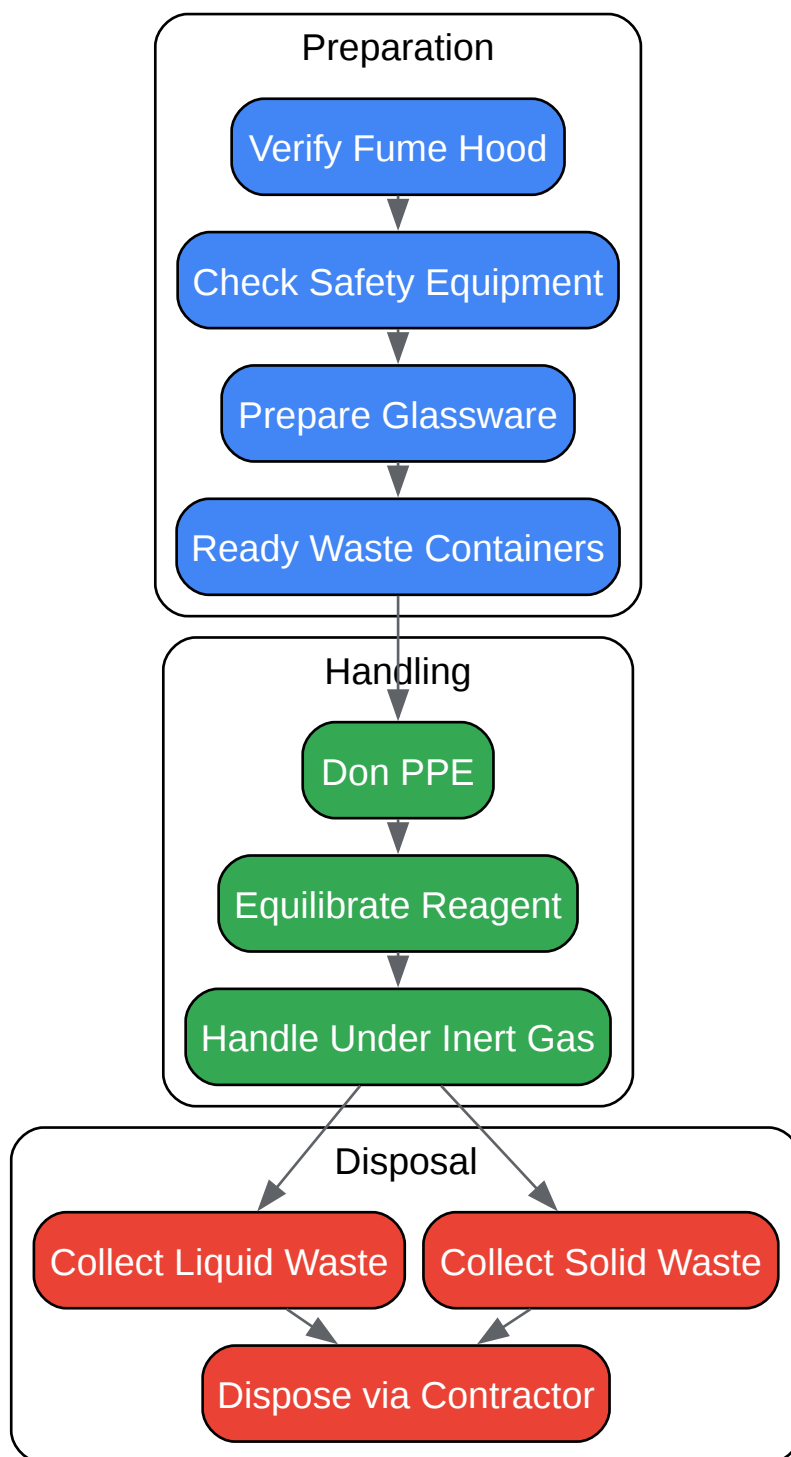 Preparation
Verify Fume Hood
Check Safety Equipment
Prepare Glassware
Ready Waste Containers
Handling
Don PPE
Equilibrate Reagent
Handle Under Inert Gas
Disposal
Collect Liquid Waste
Collect Solid Waste
Dispose via Contractor